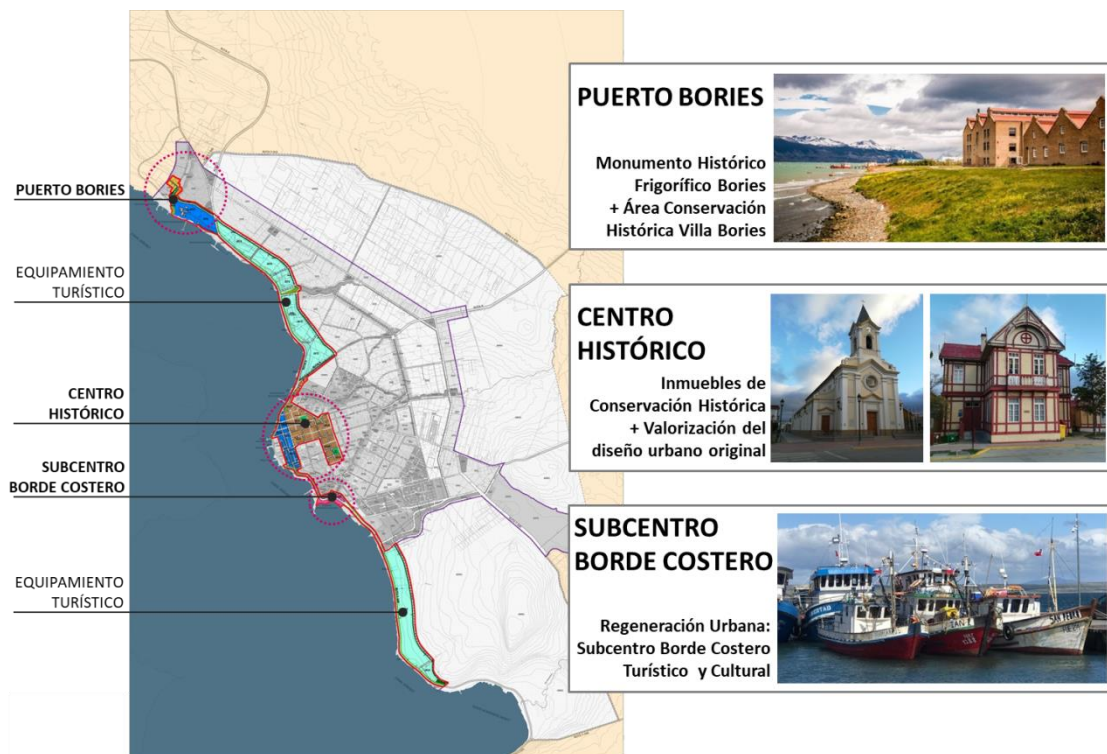 PUERTO BORIES
EQUIPAMIENTO
TURÍSTICO
CENTRO
HISTÓRICO
SUBCENTRO
BORDE COSTERO
EQUIPAMIENTO
TURÍSTICO
PUERTO BORIES
Monumento Histórico
Frigorífico Bories
+ Área Conservación
Histórica Villa Bories
CENTRO
HISTÓRICO
Inmuebles de
Conservación Histórica
+ Valorización del
diseño urbano original
SUBCENTRO
BORDE COSTERO
Regeneración Urbana:
Subcentro Borde Costero
Turístico y Cultural
SAN PEDRO